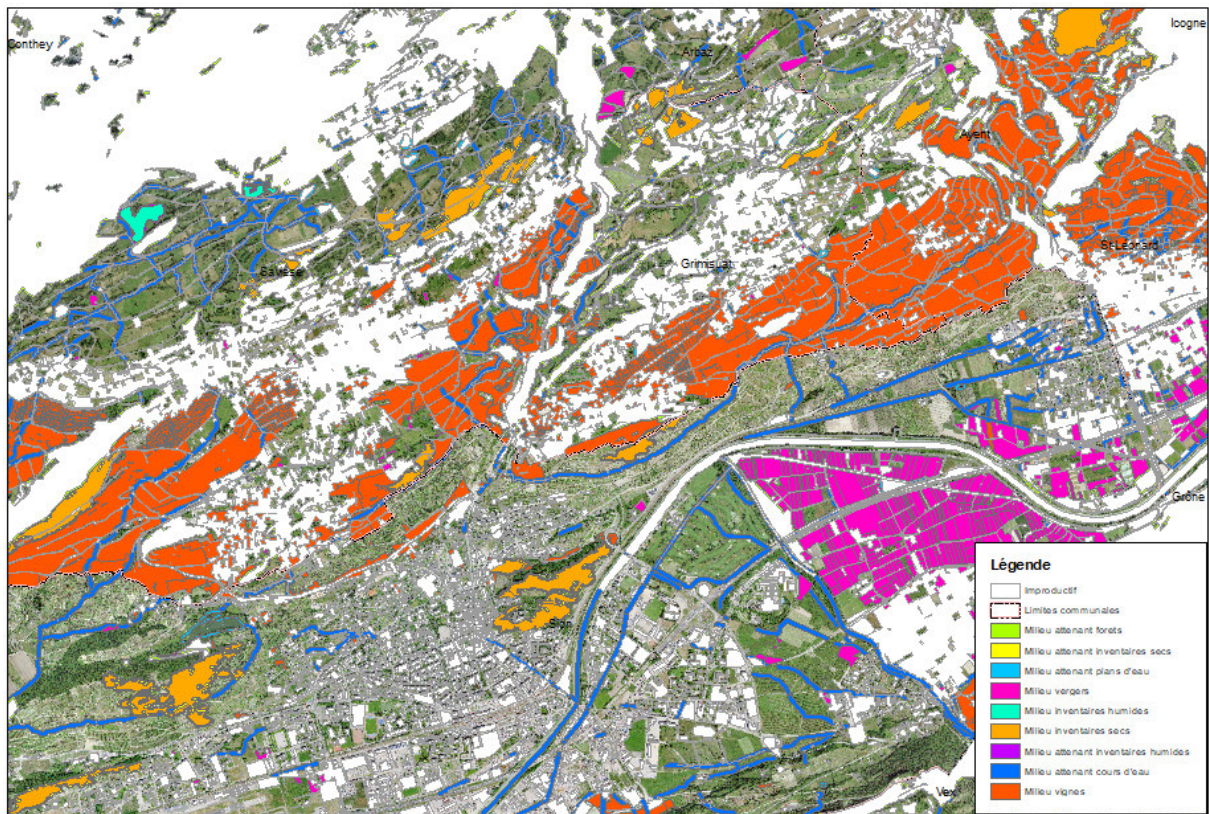 Conthey
Icogne
Arbaz
Ayent
St-Léonard
Savièse
Grimisuat
Grône
Sion
Vex
Légende
Improductif
Limites communales
Milieu attenant forets
Milieu attenant inventaires secs
Milieu attenant plans d'eau
Milieu vergers
Milieu inventaires humides
Milieu inventaires secs
Milieu attenant inventaires humides
Milieu attenant cours d'eau
Milieu vignes